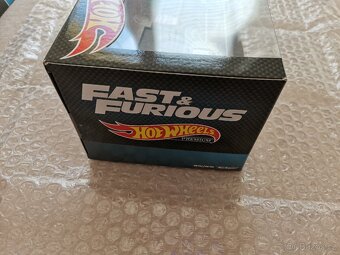 FAST &
FURIOUS
Hot Wheels
PREMIUM